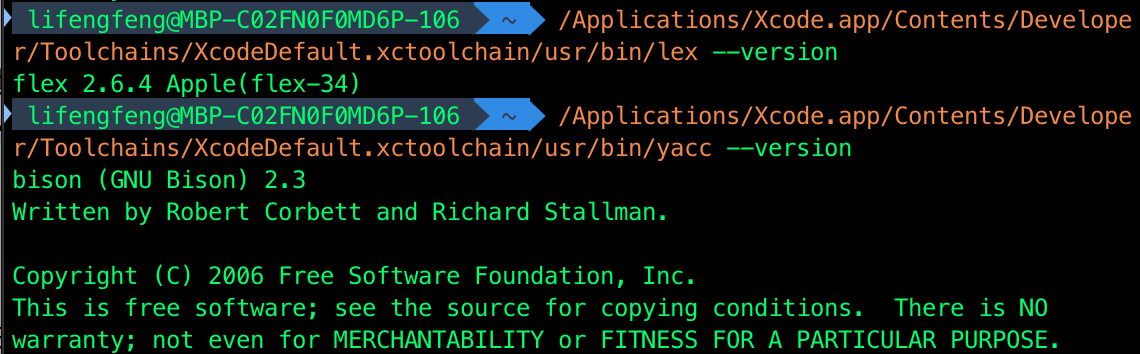 lifengfeng@MBP-C02FN0F0MD6P-106 ~ /Applications/Xcode.app/Contents/Develope
r/Toolchains/XcodeDefault.xctoolchain/usr/bin/lex --version
flex 2.6.4 Apple(flex-34)
lifengfeng@MBP-C02FN0F0MD6P-106 ~ /Applications/Xcode.app/Contents/Develope
r/Toolchains/XcodeDefault.xctoolchain/usr/bin/yacc --version
bison (GNU Bison) 2.3
Written by Robert Corbett and Richard Stallman.
Copyright (C) 2006 Free Software Foundation, Inc.
This is free software; see the source for copying conditions.  There is NO
warranty; not even for MERCHANTABILITY or FITNESS FOR A PARTICULAR PURPOSE.